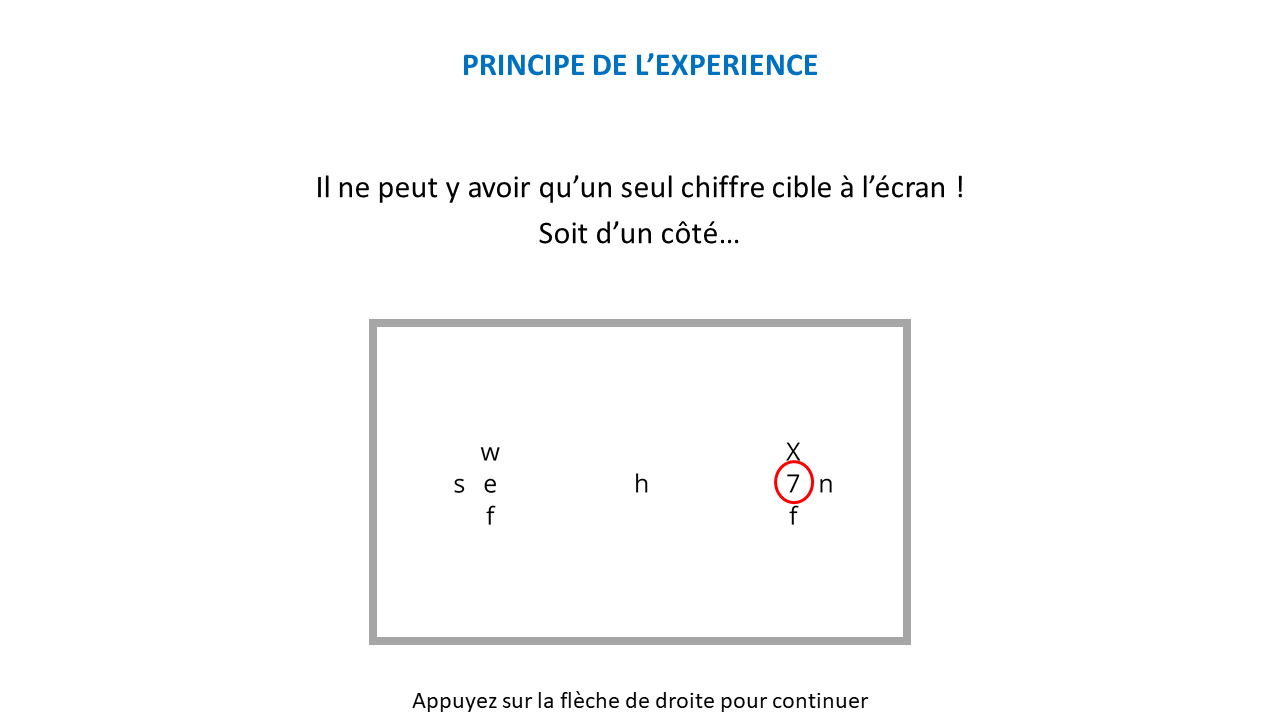 PRINCIPE DE L’EXPERIENCE
Il ne peut y avoir qu’un seul chiffre cible à l’écran !
Soit d’un côté…
w X
s e h 7 n
f f
Appuyez sur la flèche de droite pour continuer